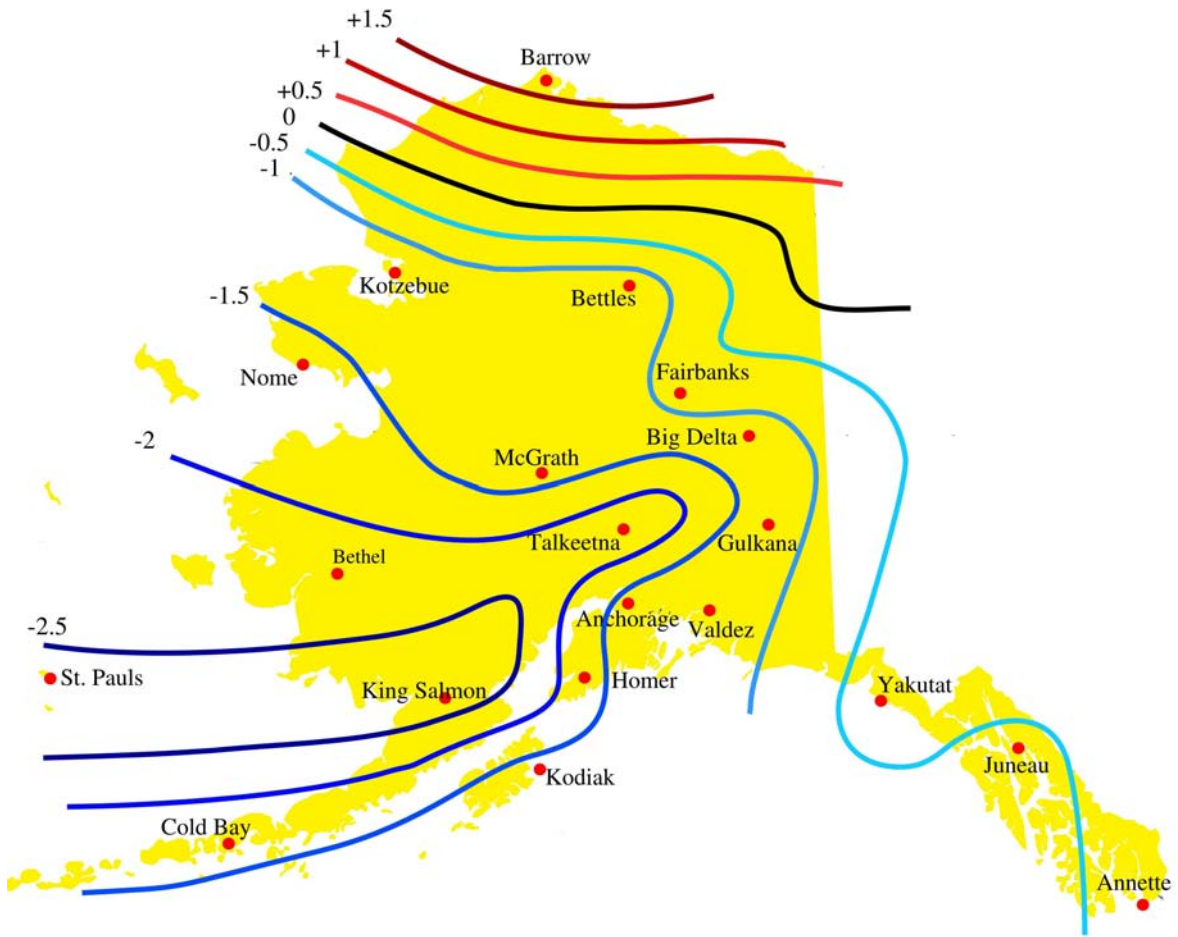 +1.5
Barrow
+1
+0.5
0
-0.5
-1
Kotzebue
-1.5
Bettles
Nome
Fairbanks
-2
Big Delta
McGrath
Talkeetna
Gulkana
Bethel
Anchorage
Valdez
-2.5
St. Pauls
King Salmon
Homer
Yakutat
Juneau
Kodiak
Cold Bay
Annette